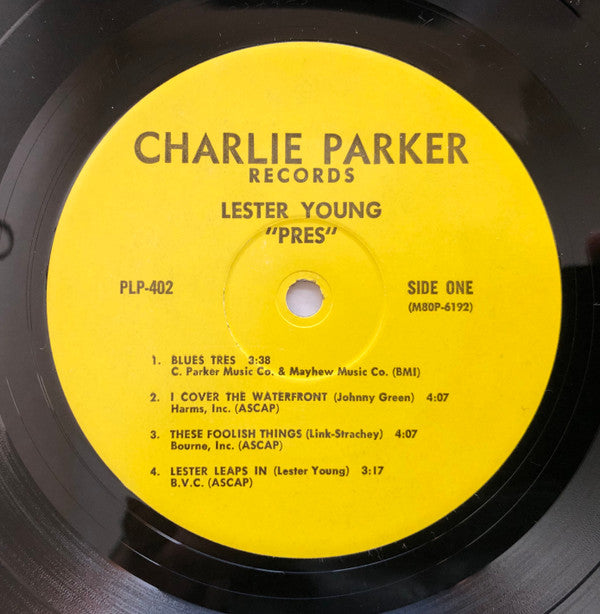 CHARLIE PARKER
RECORDS
LESTER YOUNG
"PRES"
PLP-402
SIDE ONE
(M80P-6192)
1. BLUES TRES 3:38
C. Parker Music Co. & Mayhew Music Co. (BMI)
2. I COVER THE WATERFRONT (Johnny Green) 4:07
Harms, Inc. (ASCAP)
3. THESE FOOLISH THINGS (Link-Strachey) 4:07
Bourne, Inc. (ASCAP)
4. LESTER LEAPS IN (Lester Young) 3:17
B.V.C. (ASCAP)